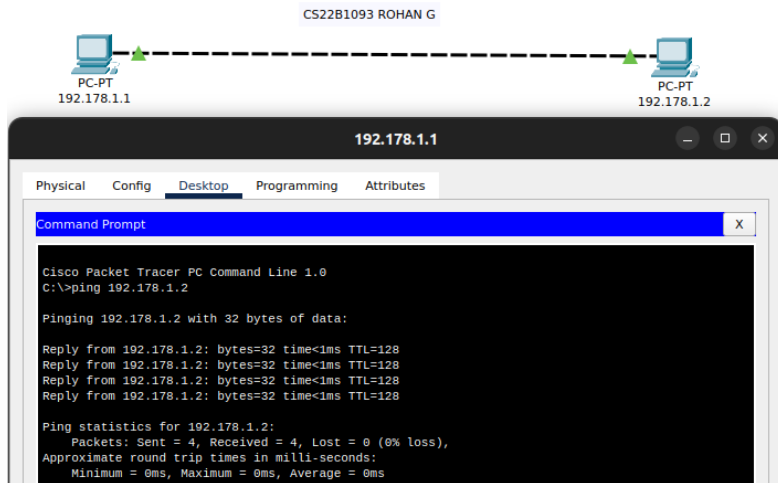 CS22B1093 ROHAN G
PC-PT
192.178.1.1
PC-PT
192.178.1.2
192.178.1.1
Physical Config Desktop Programming Attributes
Command Prompt X
Cisco Packet Tracer PC Command Line 1.0
C:\>ping 192.178.1.2
Pinging 192.178.1.2 with 32 bytes of data:
Reply from 192.178.1.2: bytes=32 time<1ms TTL=128
Reply from 192.178.1.2: bytes=32 time<1ms TTL=128
Reply from 192.178.1.2: bytes=32 time<1ms TTL=128
Reply from 192.178.1.2: bytes=32 time<1ms TTL=128
Ping statistics for 192.178.1.2:
Packets: Sent = 4, Received = 4, Lost = 0 (0% loss),
Approximate round trip times in milli-seconds:
Minimum = 0ms, Maximum = 0ms, Average = 0ms